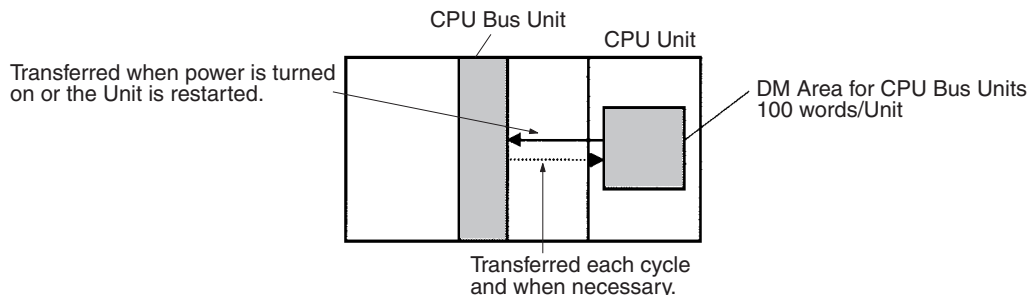 CPU Bus Unit
CPU Unit
Transferred when power is turned
on or the Unit is restarted.
DM Area for CPU Bus Units
100 words/Unit
Transferred each cycle
and when necessary.